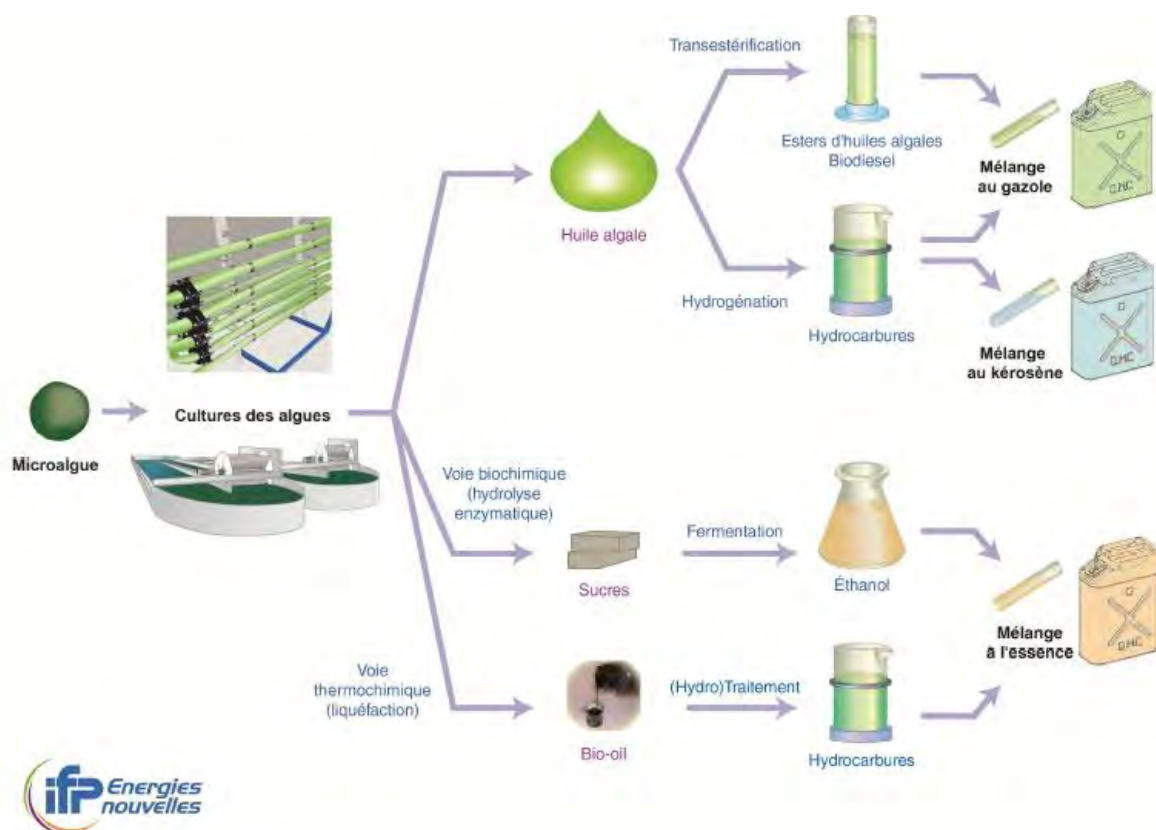 Transestérification
Esters d'huiles algales
Biodiesel
Mélange
au gazole
Huile algale
Hydrogénation
Hydrocarbures
Mélange
au kérosène
Microalgue
Cultures des algues
Voie biochimique
(hydrolyse
enzymatique)
Sucres
Fermentation
Éthanol
Mélange
à l'essence
Voie
thermochimique
(liquéfaction)
Bio-oil
(Hydro)Traitement
Hydrocarbures
ifp Energies
nouvelles